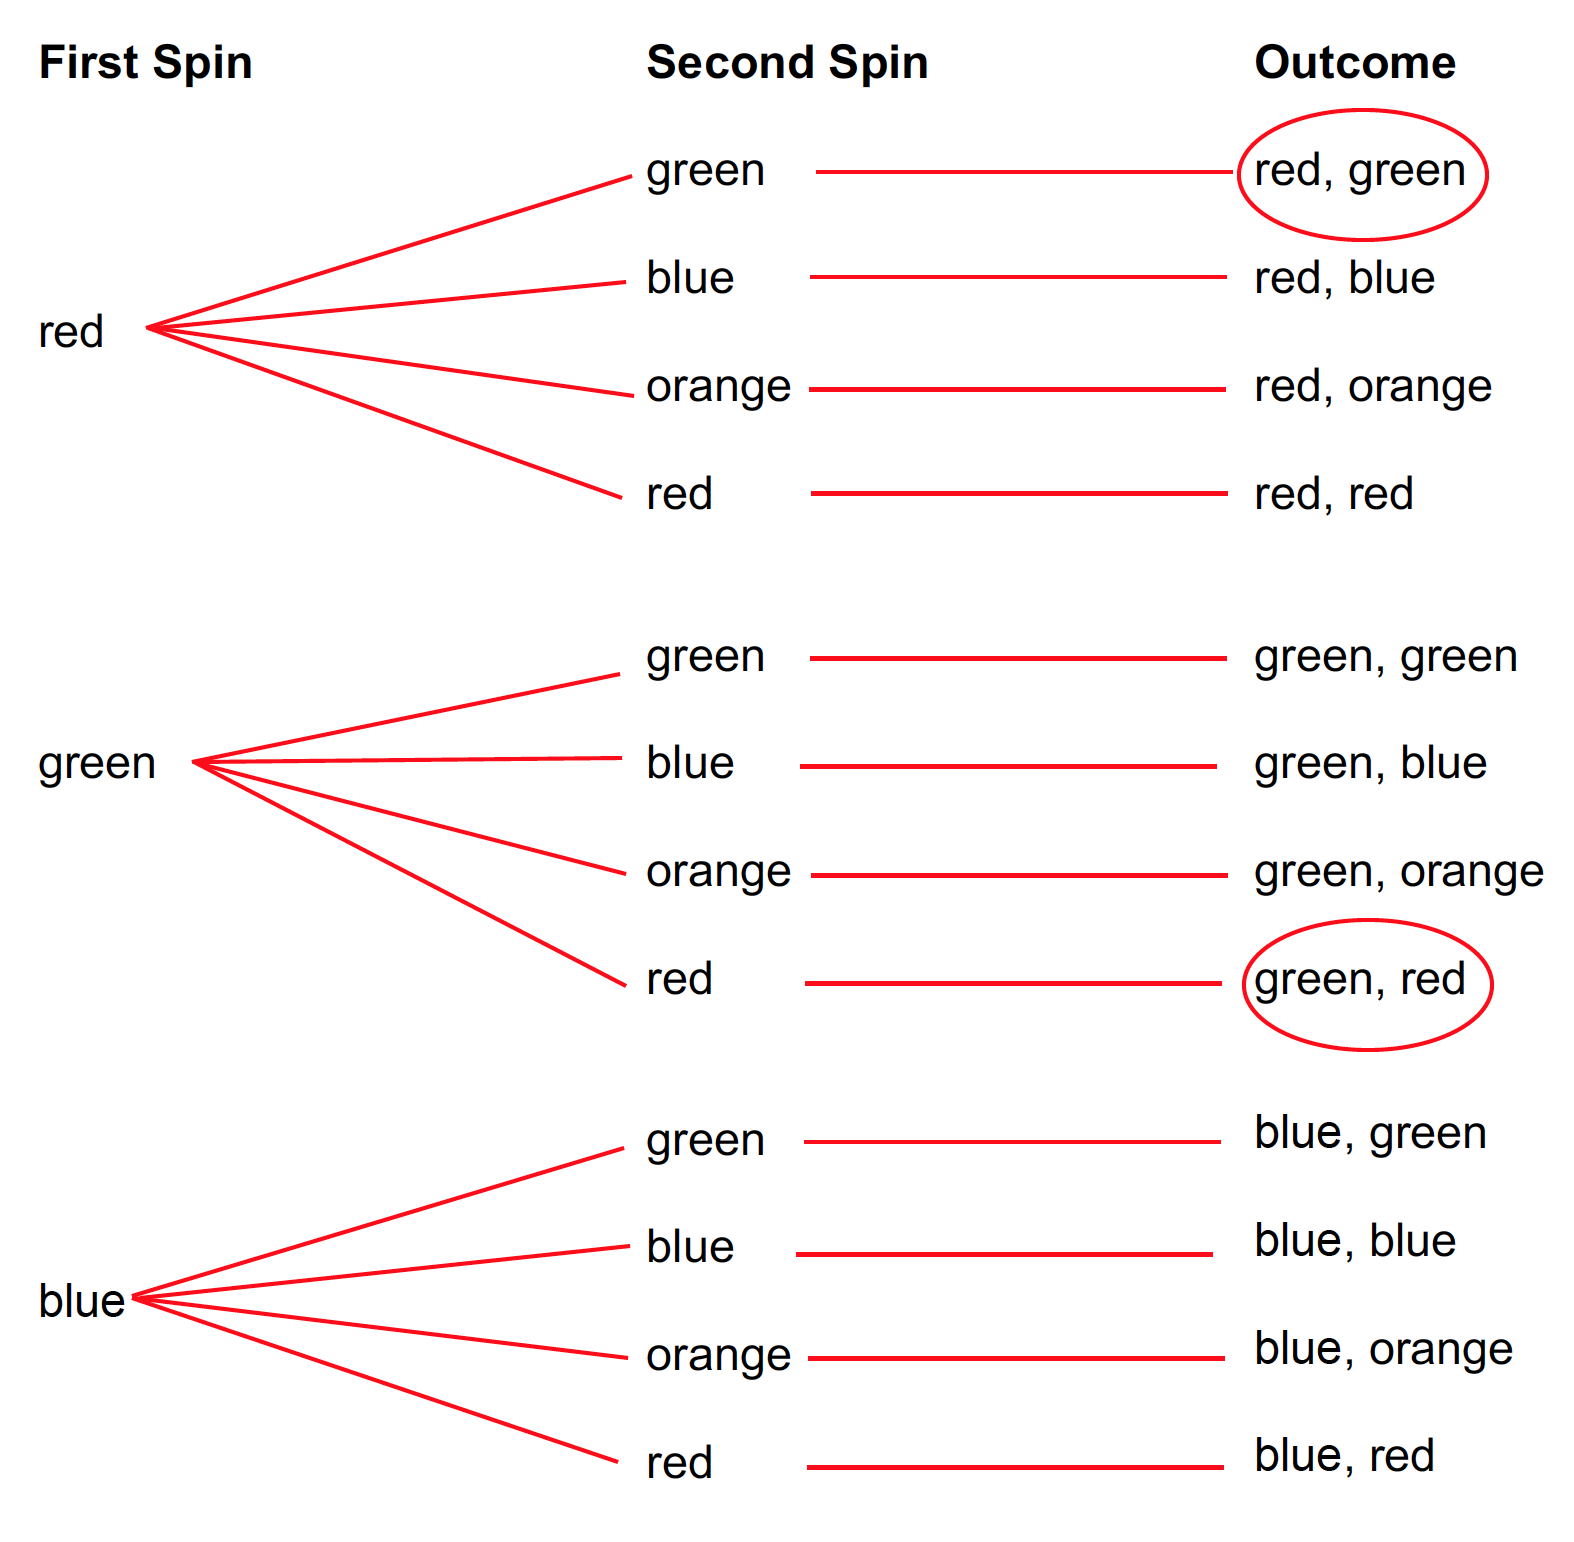 First Spin Second Spin Outcome
green red, green
blue red, blue
red
orange red, orange
red red, red
green green, green
green blue green, blue
orange green, orange
red green, red
green blue, green
blue blue, blue
blue
orange blue, orange
red blue, red